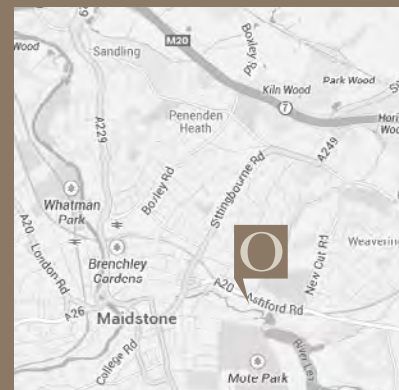 Wood
Sandling
M20
Boxley Rd
Park Wood
Kiln Wood
A229
Penenden
Heath
7
A249
Boxley Rd
Sittingbourne Rd
Whatman
Park
A20
London Rd
Brenchley
Gardens
Weavering
New Cut Rd
O
A20
Ashford Rd
A26
Maidstone
College Rd
Mote Park
River Len